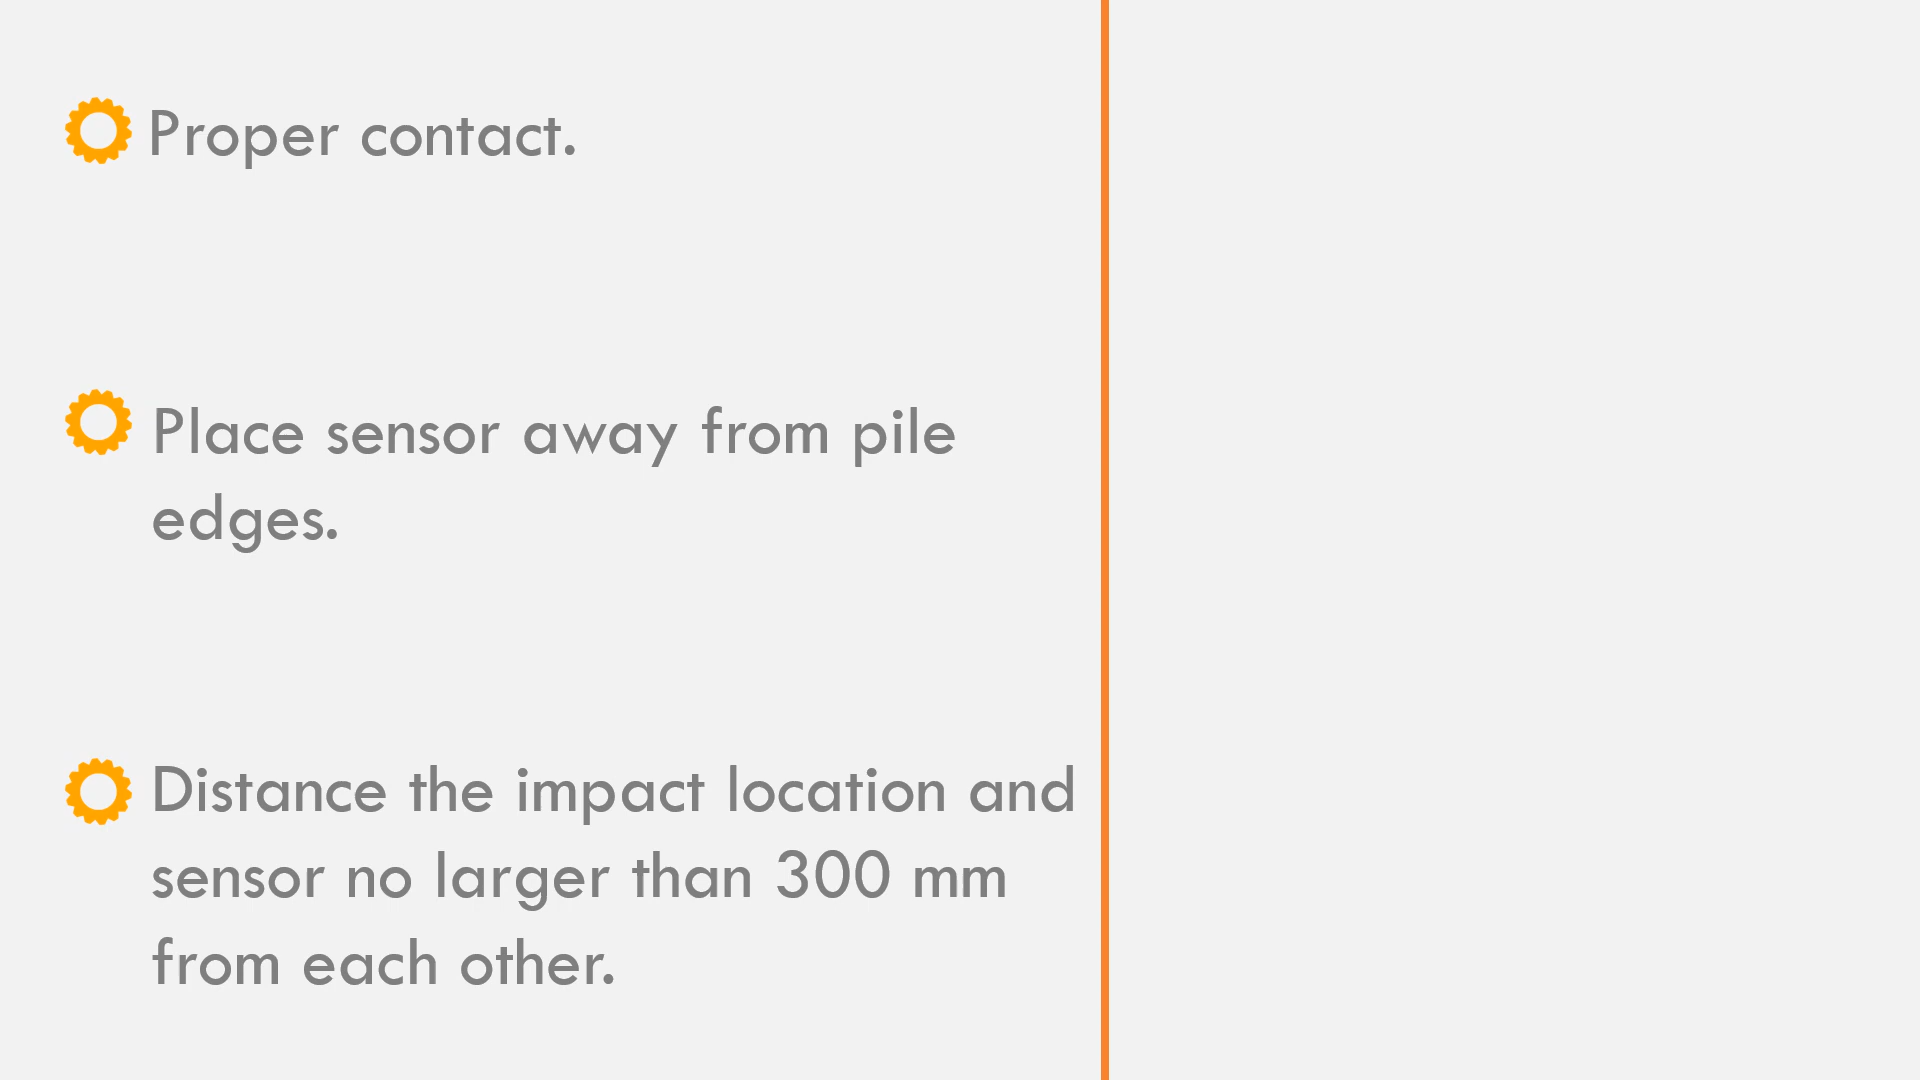 Proper contact.
Place sensor away from pile
edges.
Distance the impact location and
sensor no larger than 300 mm
from each other.